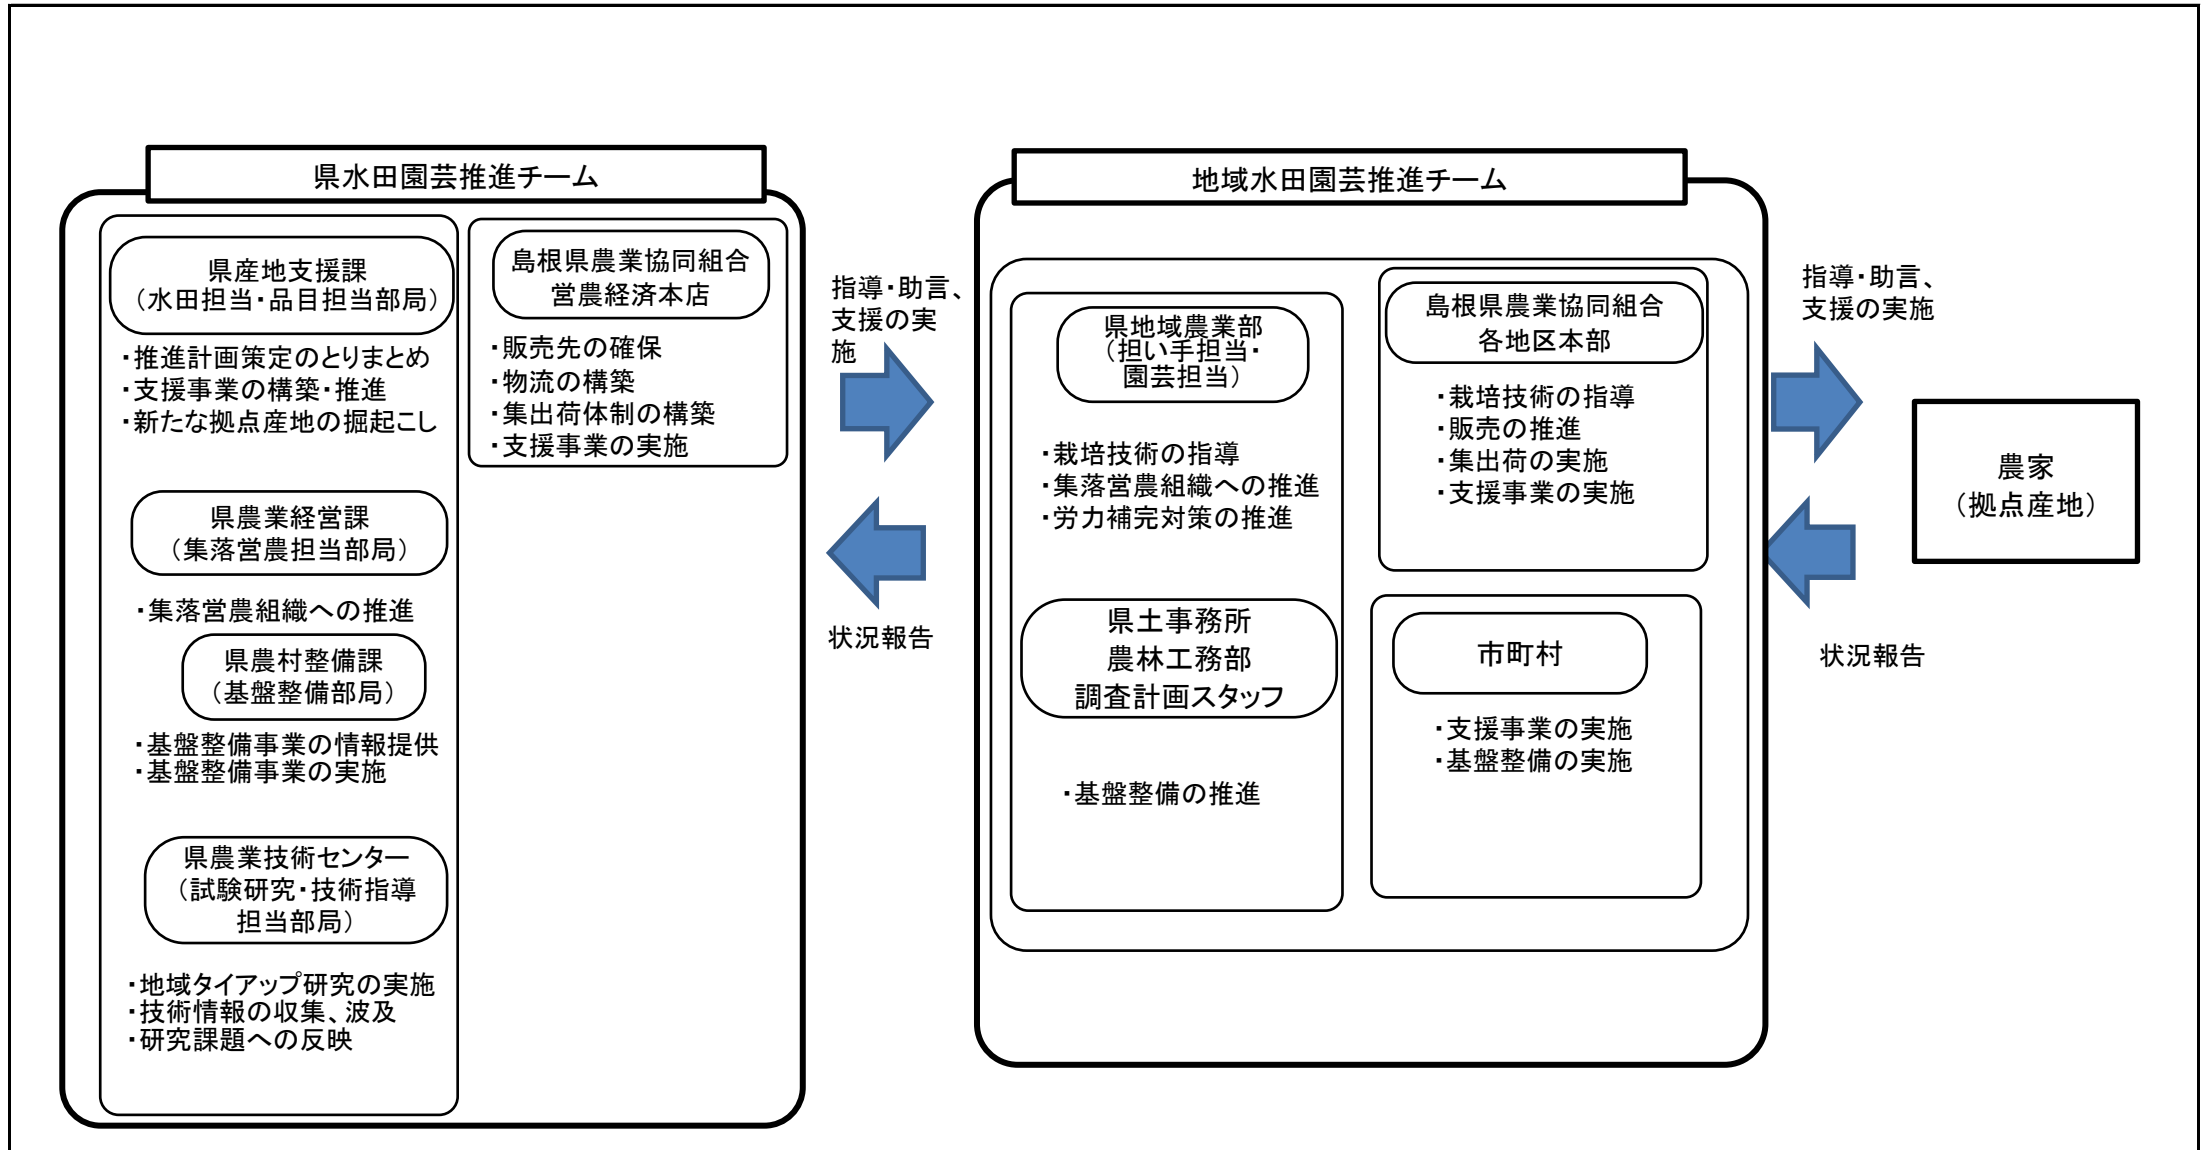 県水田園芸推進チーム
県産地支援課
（水田担当・品目担当部局）
・推進計画策定のとりまとめ
・支援事業の構築・推進
・新たな拠点産地の掘起こし
県農業経営課
（集落営農担当部局）
・集落営農組織への推進
県農村整備課
（基盤整備部局）
・基盤整備事業の情報提供
・基盤整備事業の実施
県農業技術センター
（試験研究・技術指導
担当部局）
・地域タイアップ研究の実施
・技術情報の収集、波及
・研究課題への反映
島根県農業協同組合
営農経済本店
・販売先の確保
・物流の構築
・集出荷体制の構築
・支援事業の実施
指導・助言、
支援の実
施
状況報告
地域水田園芸推進チーム
県地域農業部
（担い手担当・
園芸担当）
・栽培技術の指導
・集落営農組織への推進
・労力補完対策の推進
県土事務所
農林工務部
調査計画スタッフ
・基盤整備の推進
島根県農業協同組合
各地区本部
・栽培技術の指導
・販売の推進
・集出荷の実施
・支援事業の実施
市町村
・支援事業の実施
・基盤整備の実施
指導・助言、
支援の実施
状況報告
農家
（拠点産地）